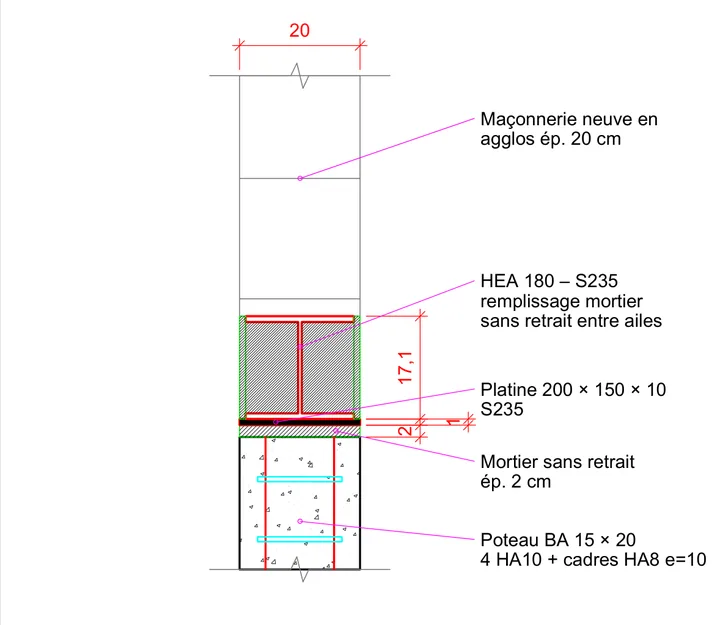 20
Maçonnerie neuve en
agglos ép. 20 cm
HEA 180 – S235
remplissage mortier
sans retrait entre ailes
17,1
Platine 200 × 150 × 10
S235
1
2
Mortier sans retrait
ép. 2 cm
Poteau BA 15 × 20
4 HA10 + cadres HA8 e=10